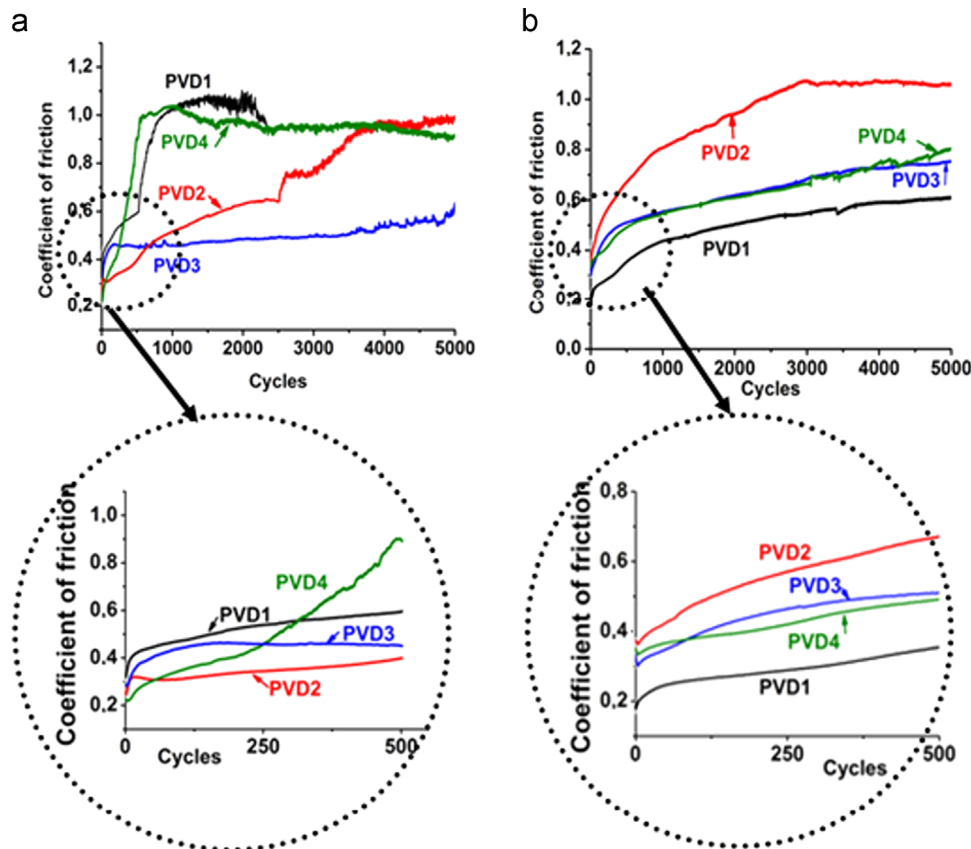 a
1,2
1,0
0,8
0,6
0,4
0,2
Coefficient of friction
PVD1
PVD4
PVD2
PVD3
0
1000
2000
3000
4000
5000
Cycles
b
1,2
1,0
0,8
0,6
0,4
0,2
0,0
Coefficient of friction
PVD2
PVD4
PVD3
PVD1
0
1000
2000
3000
4000
5000
Cycles
1,0
0,8
0,6
0,4
0,2
Coefficient of friction
PVD4
PVD1
PVD3
PVD2
0
250
500
Cycles
0,8
0,6
0,4
0,2
Coefficient of friction
PVD2
PVD3
PVD4
PVD1
0
250
500
Cycles